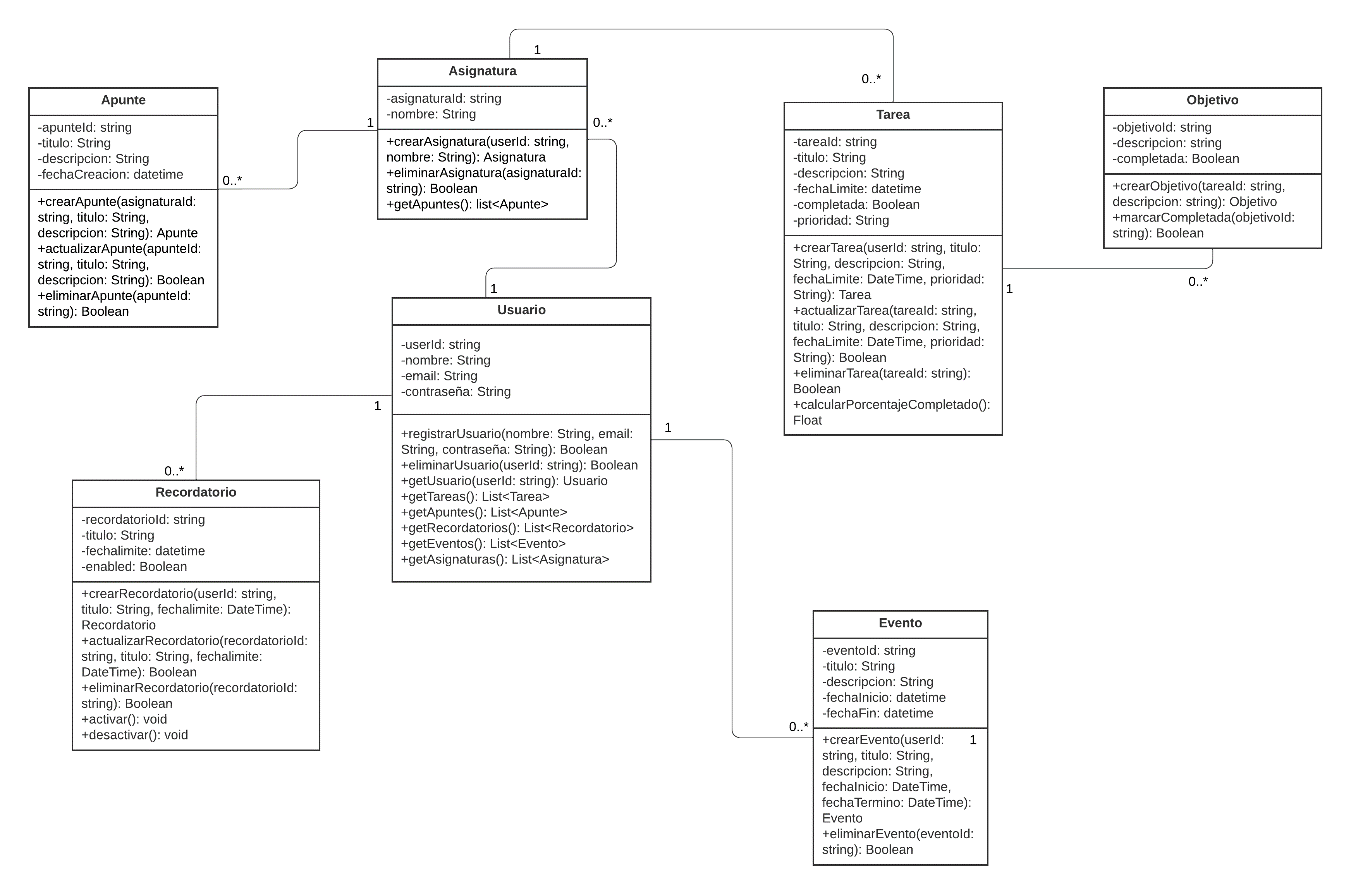 1
0..*
Asignatura
-asignaturaId: string
-nombre: String
+crearAsignatura(userId: string,
nombre: String): Asignatura
+eliminarAsignatura(asignaturaId:
string): Boolean
+getApuntes(): list<Apunte>
1
0..*
Apunte
-apunteId: string
-titulo: String
-descripcion: String
-fechaCreacion: datetime
+crearApunte(asignaturaId:
string, titulo: String,
descripcion: String): Apunte
+actualizarApunte(apunteId:
string, titulo: String,
descripcion: String): Boolean
+eliminarApunte(apunteId:
string): Boolean
0..*
Tarea
-tareaId: string
-titulo: String
-descripcion: String
-fechaLimite: datetime
-completada: Boolean
-prioridad: String
+crearTarea(userId: string, titulo:
String, descripcion: String,
fechaLimite: DateTime, prioridad:
String): Tarea
+actualizarTarea(tareaId: string,
titulo: String, descripcion: String,
fechaLimite: DateTime, prioridad:
String): Boolean
+eliminarTarea(tareaId: string):
Boolean
+calcularPorcentajeCompletado():
Float
Objetivo
-objetivoId: string
-descripcion: string
-completada: Boolean
+crearObjetivo(tareaId: string,
descripcion: string): Objetivo
+marcarCompletada(objetivoId:
string): Boolean
0..*
1
1
Usuario
-userId: string
-nombre: String
-email: String
-contraseña: String
+registrarUsuario(nombre: String, email:
String, contraseña: String): Boolean
+eliminarUsuario(userId: string): Boolean
+getUsuario(userId: string): Usuario
+getTareas(): List<Tarea>
+getApuntes(): List<Apunte>
+getRecordatorios(): List<Recordatorio>
+getEventos(): List<Evento>
+getAsignaturas(): List<Asignatura>
1
1
0..*
Recordatorio
-recordatorioId: string
-titulo: String
-fechalimite: datetime
-enabled: Boolean
+crearRecordatorio(userId: string,
titulo: String, fechalimite: DateTime):
Recordatorio
+actualizarRecordatorio(recordatorioId:
string, titulo: String, fechalimite:
DateTime): Boolean
+eliminarRecordatorio(recordatorioId:
string): Boolean
+activar(): void
+desactivar(): void
0..*
Evento
-eventoId: string
-titulo: String
-descripcion: String
-fechaInicio: datetime
-fechaFin: datetime
+crearEvento(userId: 1
string, titulo: String,
descripcion: String,
fechaInicio: DateTime,
fechaTermino: DateTime):
Evento
+eliminarEvento(eventoId:
string): Boolean